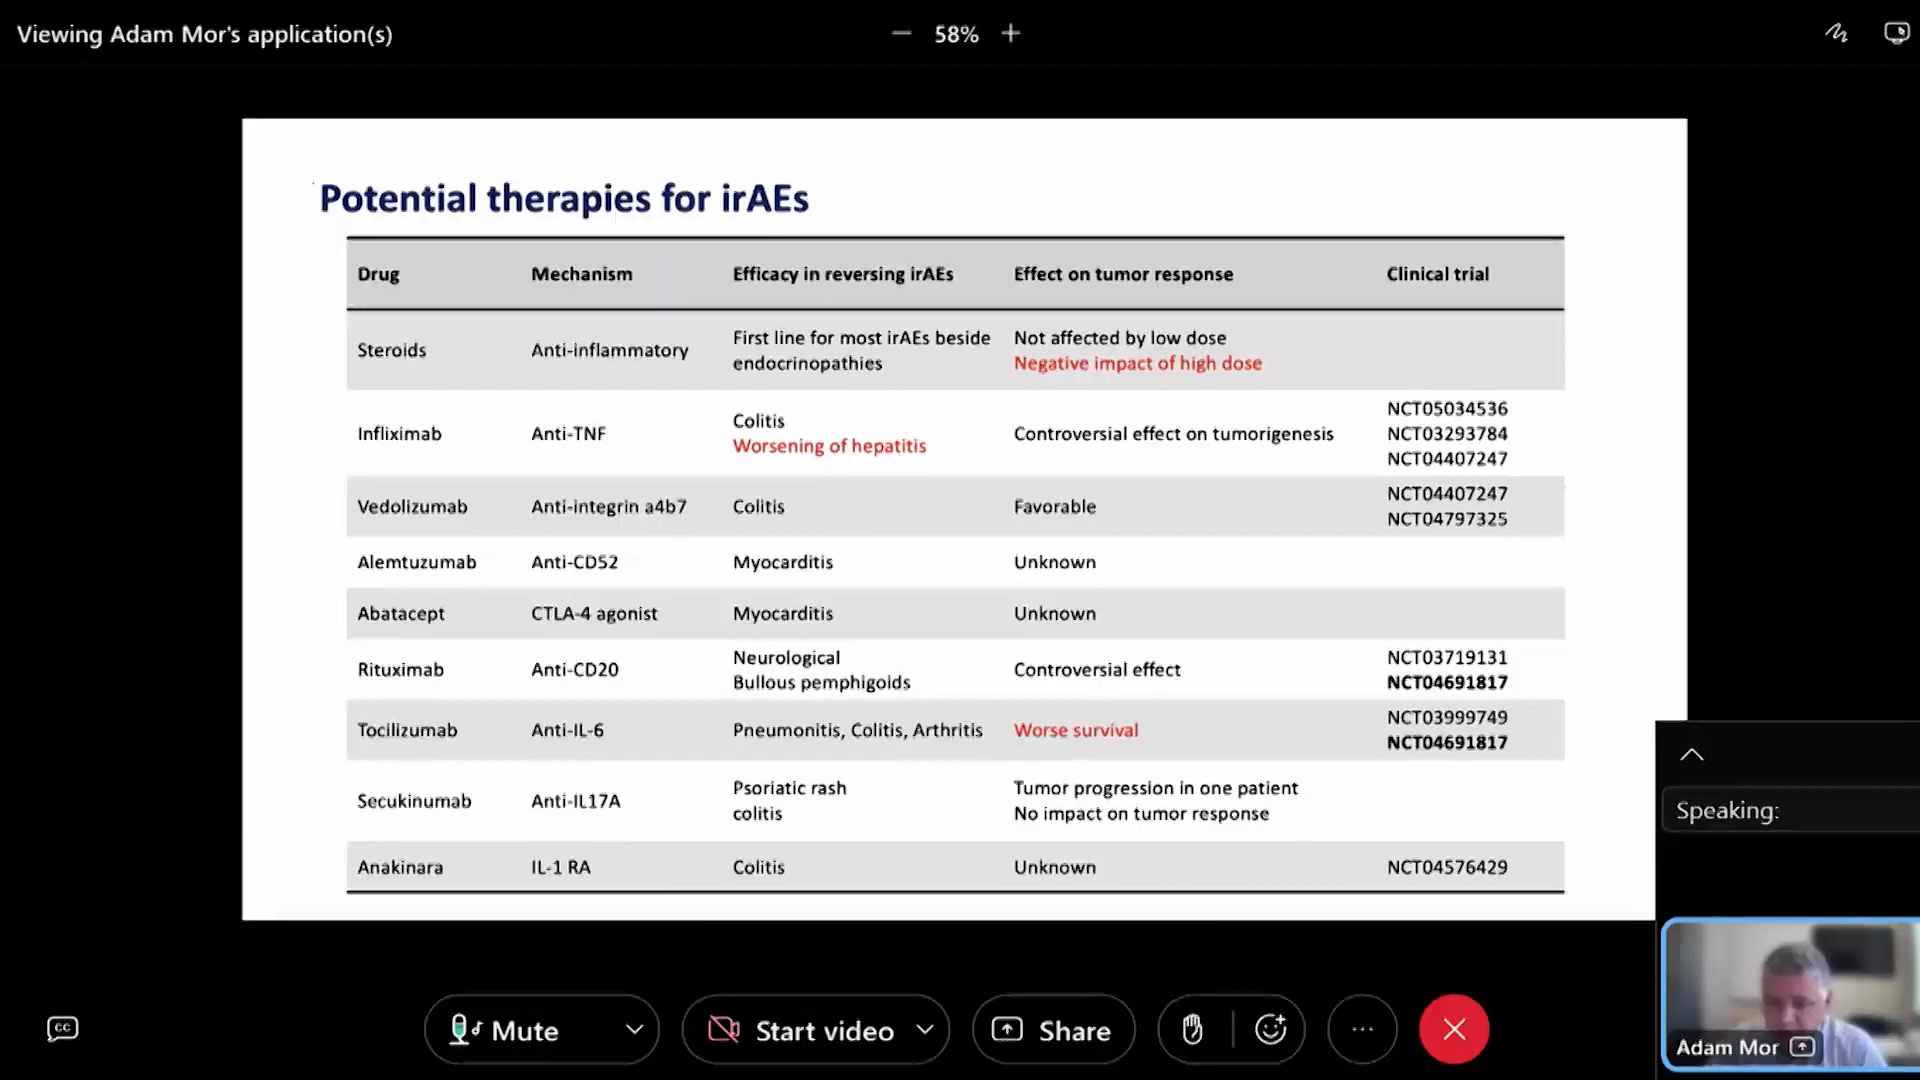 Viewing Adam Mor's application(s)
58%
Potential therapies for irAEs
Drug Mechanism Efficacy in reversing irAEs Effect on tumor response Clinical trial
Steroids Anti-inflammatory First line for most irAEs beside endocrinopathies Not affected by low dose Negative impact of high dose
Infliximab Anti-TNF Colitis Worsening of hepatitis Controversial effect on tumorigenesis NCT05034536 NCT03293784 NCT04407247
Vedolizumab Anti-integrin a4b7 Colitis Favorable NCT04407247 NCT04797325
Alemtuzumab Anti-CD52 Myocarditis Unknown
Abatacept CTLA-4 agonist Myocarditis Unknown
Rituximab Anti-CD20 Neurological Bullous pemphigoids Controversial effect NCT03719131 NCT04691817
Tocilizumab Anti-IL-6 Pneumonitis, Colitis, Arthritis Worse survival NCT03999749 NCT04691817
Secukinumab Anti-IL17A Psoriatic rash colitis Tumor progression in one patient No impact on tumor response
Anakinara IL-1 RA Colitis Unknown NCT04576429
Speaking:
Adam Mor
CC
Mute
Start video
Share